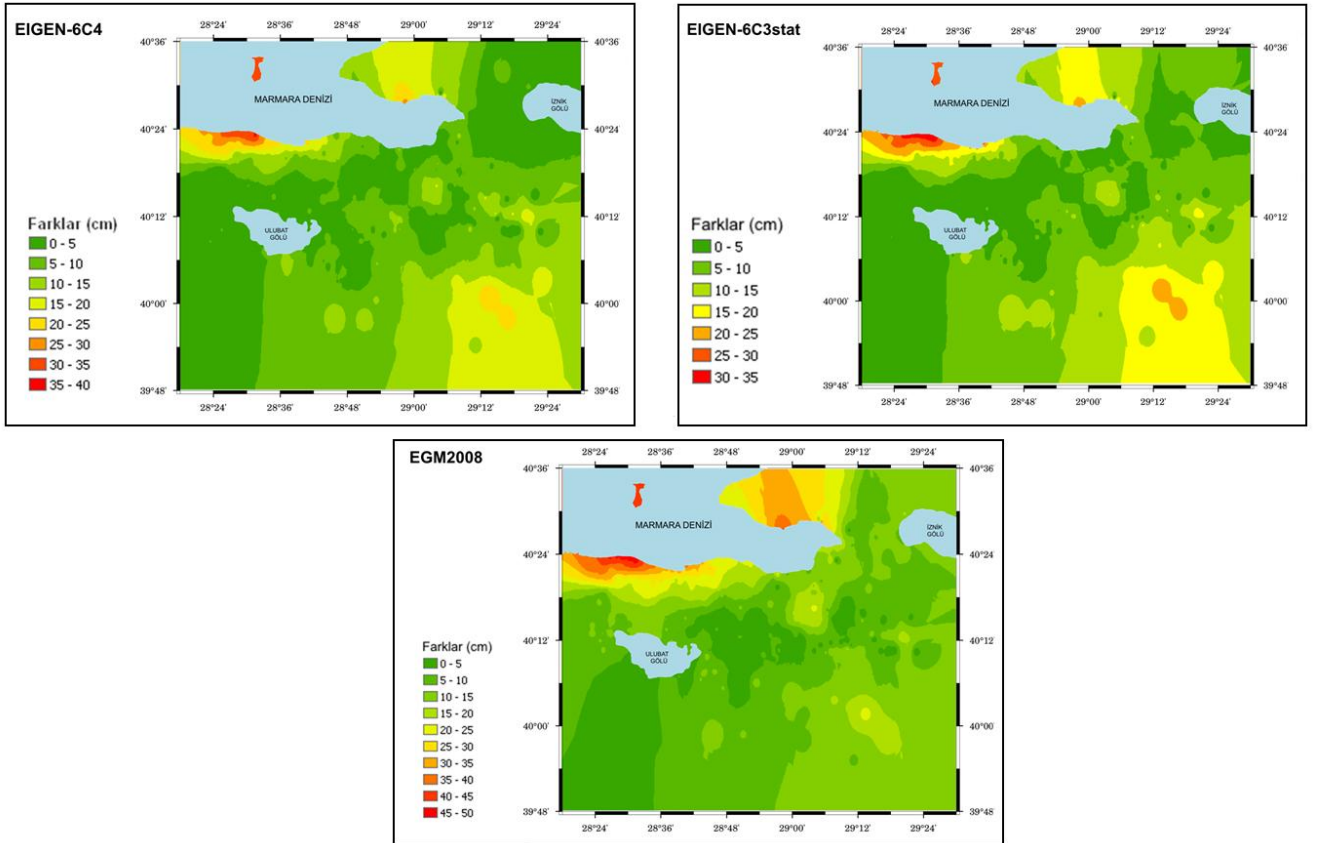 EIGEN-6C4
28°24' 28°36' 28°48' 29°00' 29°12' 29°24'
40°36'
40°24'
40°12'
40°00'
39°48'
MARMARA DENİZİ
İZNİK
GÖLÜ
ULUBAT
GÖLÜ
Farklar (cm)
0 - 5
5 - 10
10 - 15
15 - 20
20 - 25
25 - 30
30 - 35
35 - 40
28°24' 28°36' 28°48' 29°00' 29°12' 29°24'
EIGEN-6C3stat
28°24' 28°36' 28°48' 29°00' 29°12' 29°24'
40°36' 40°36'
40°24' 40°24'
40°12' 40°12'
40°00' 40°00'
39°48' 39°48'
MARMARA DENİZİ
İZNİK
GÖLÜ
ULUBAT
GÖLÜ
Farklar (cm)
0 - 5
5 - 10
10 - 15
15 - 20
20 - 25
25 - 30
30 - 35
28°24' 28°36' 28°48' 29°00' 29°12' 29°24'
EGM2008
28°24' 28°36' 28°48' 29°00' 29°12' 29°24'
40°36' 40°36'
40°24' 40°24'
40°12' 40°12'
40°00' 40°00'
39°48' 39°48'
MARMARA DENİZİ
İZNİK
GÖLÜ
ULUBAT
GÖLÜ
Farklar (cm)
0 - 5
5 - 10
10 - 15
15 - 20
20 - 25
25 - 30
30 - 35
35 - 40
40 - 45
45 - 50
28°24' 28°36' 28°48' 29°00' 29°12' 29°24'